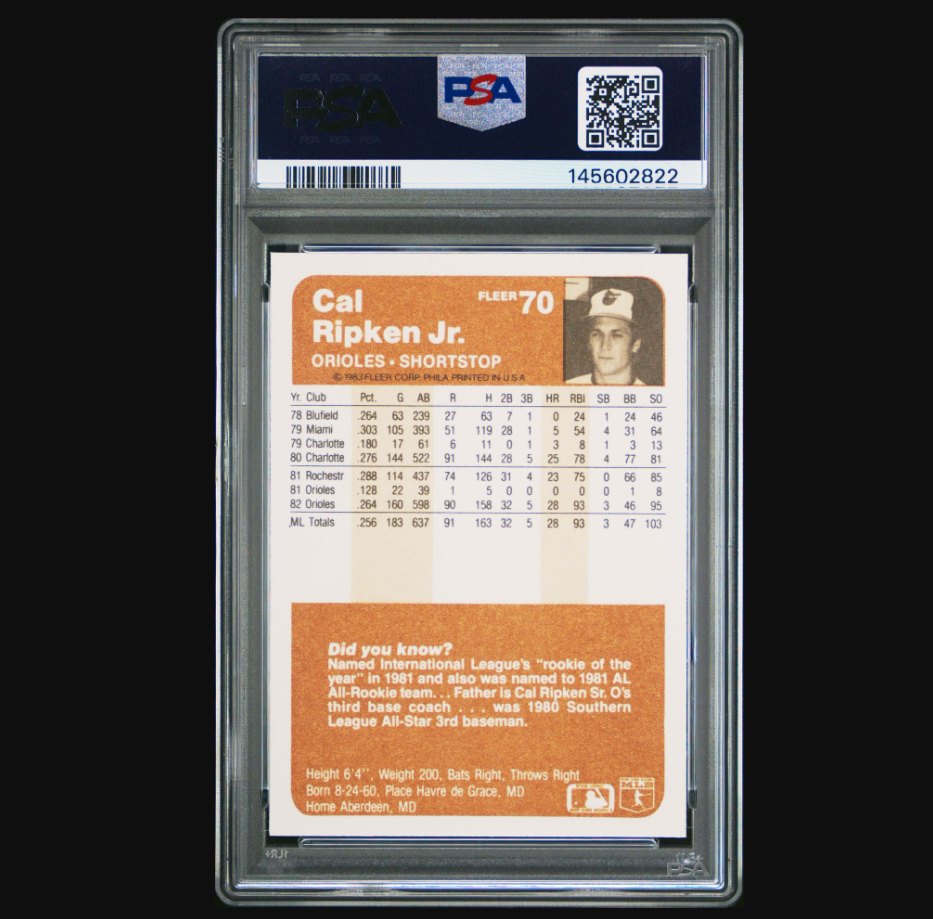 PSA PSA PSA
PSA
PSA
PSA PSA PSA
145602822
Cal
FLEER 70
Ripken Jr.
ORIOLES • SHORTSTOP
© 1983 FLEER CORP. PHILA. PRINTED IN U.S.A.
Yr. Club Pct. G AB R H 2B 3B HR RBI SB BB SO
78 Blufield .264 63 239 27 63 7 1 0 24 1 24 46
79 Miami .303 105 393 51 119 28 1 5 54 4 31 64
79 Charlotte .180 17 61 6 11 0 1 3 8 1 3 13
80 Charlotte .276 144 522 91 144 28 5 25 78 4 77 81
81 Rochestr .288 114 437 74 126 31 4 23 75 0 66 85
81 Orioles .128 22 39 1 5 0 0 0 0 0 1 8
82 Orioles .264 160 598 90 158 32 5 28 93 3 46 95
ML Totals .256 183 637 91 163 32 5 28 93 3 47 103
Did you know?
Named International League's "rookie of the
year" in 1981 and also was named to 1981 AL
All-Rookie team. . . Father is Cal Ripken Sr. O's
third base coach . . . was 1980 Southern
League All-Star 3rd baseman.
Height 6'4'', Weight 200, Bats Right, Throws Right
Born 8-24-60, Place Havre de Grace, MD
Home Aberdeen, MD
PSA